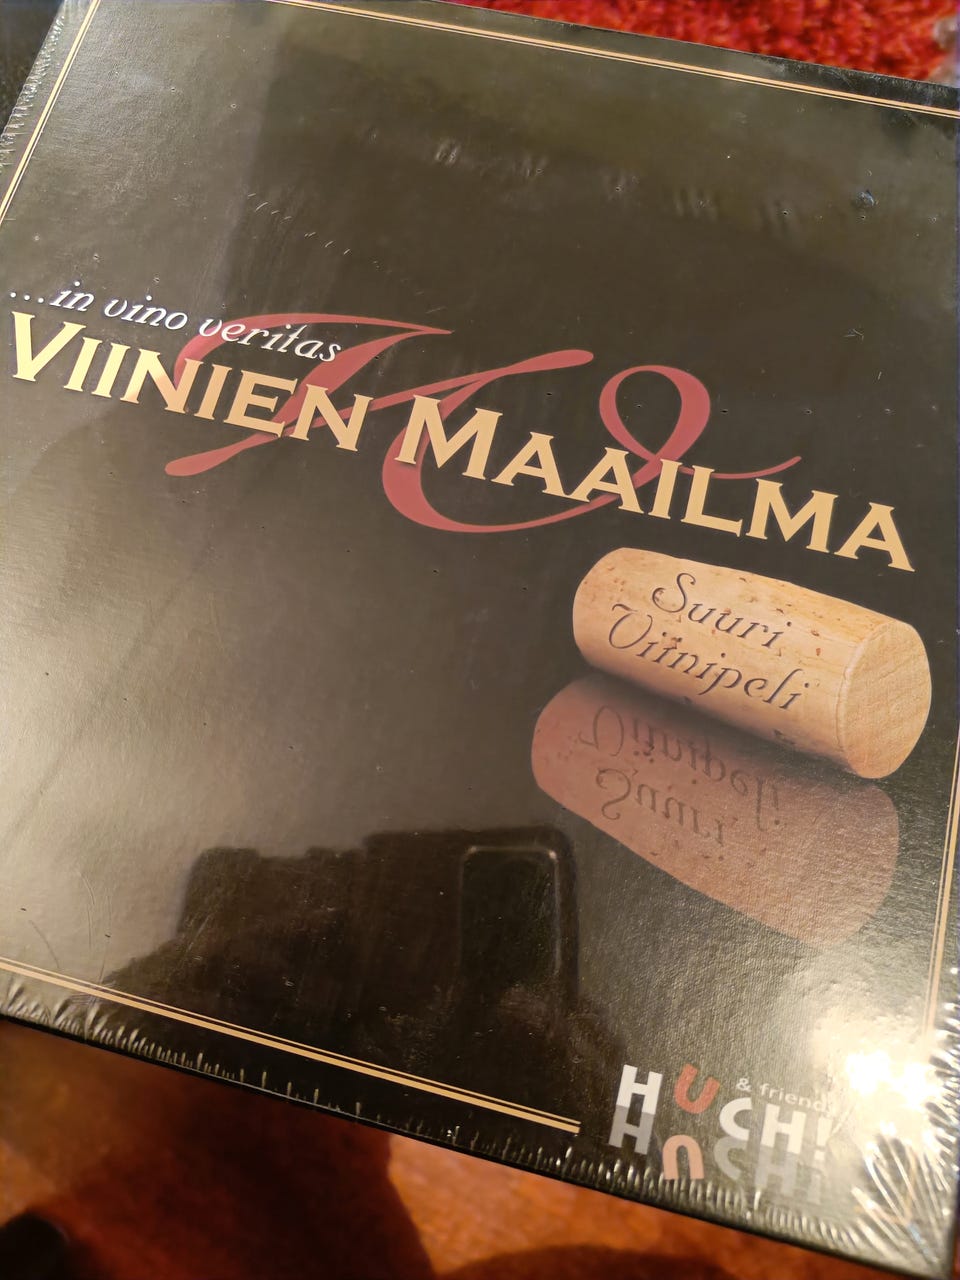 ...in vino veritas
VIINIEN MAAILMA
Suuri
Viinipeli
HUCH!
& friends